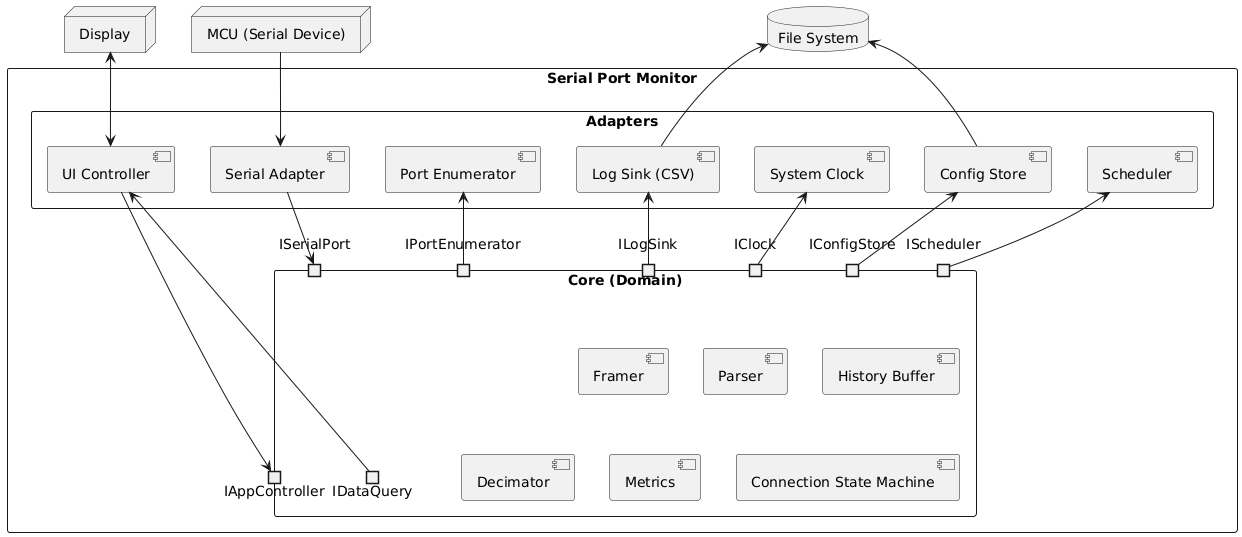 Display
MCU (Serial Device)
File System
Serial Port Monitor
Adapters
UI Controller
Serial Adapter
Port Enumerator
Log Sink (CSV)
System Clock
Config Store
Scheduler
ISerialPort
IPortEnumerator
ILogSink
IClock
IConfigStore
IScheduler
Core (Domain)
Framer
Parser
History Buffer
Decimator
Metrics
Connection State Machine
IAppController
IDataQuery